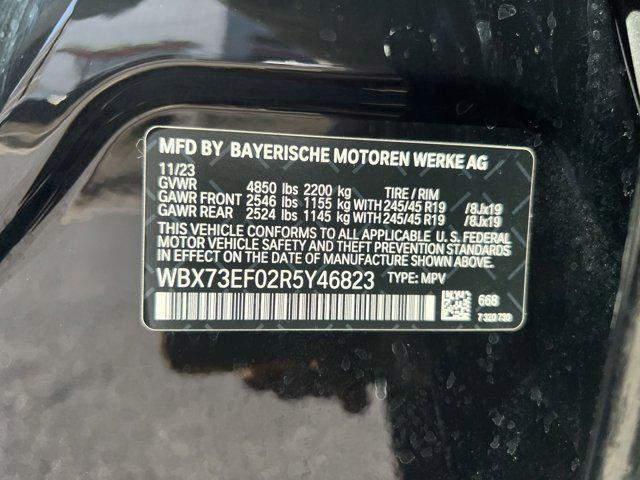 MFD BY BAYERISCHE MOTOREN WERKE AG
11/23
GVWR 4850 lbs 2200 kg TIRE / RIM
GAWR FRONT 2546 lbs 1155 kg WITH 245/45 R19 /8Jx19
GAWR REAR 2524 lbs 1145 kg WITH 245/45 R19 /8Jx19
THIS VEHICLE CONFORMS TO ALL APPLICABLE U. S. FEDERAL
MOTOR VEHICLE SAFETY AND THEFT PREVENTION STANDARDS
IN EFFECT ON THE DATE OF MANUFACTURE SHOWN ABOVE.
WBX73EF02R5Y46823 TYPE: MPV
668
7 320 730